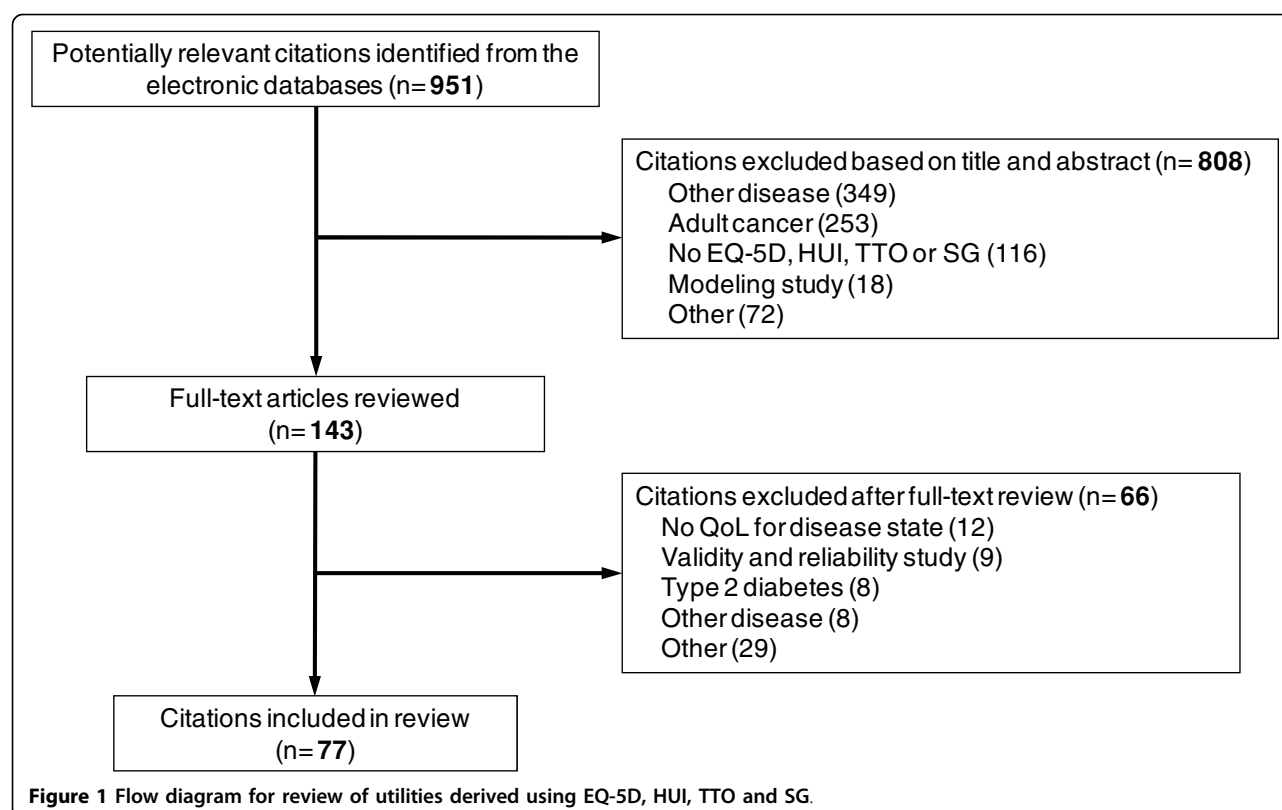 Potentially relevant citations identified from the
electronic databases (n=951)
Citations excluded based on title and abstract (n=808)
Other disease (349)
Adult cancer (253)
No EQ-5D, HUI, TTO or SG (116)
Modeling study (18)
Other (72)
Full-text articles reviewed
(n=143)
Citations excluded after full-text review (n=66)
No QoL for disease state (12)
Validity and reliability study (9)
Type 2 diabetes (8)
Other disease (8)
Other (29)
Citations included in review
(n=77)
Figure 1 Flow diagram for review of utilities derived using EQ-5D, HUI, TTO and SG.